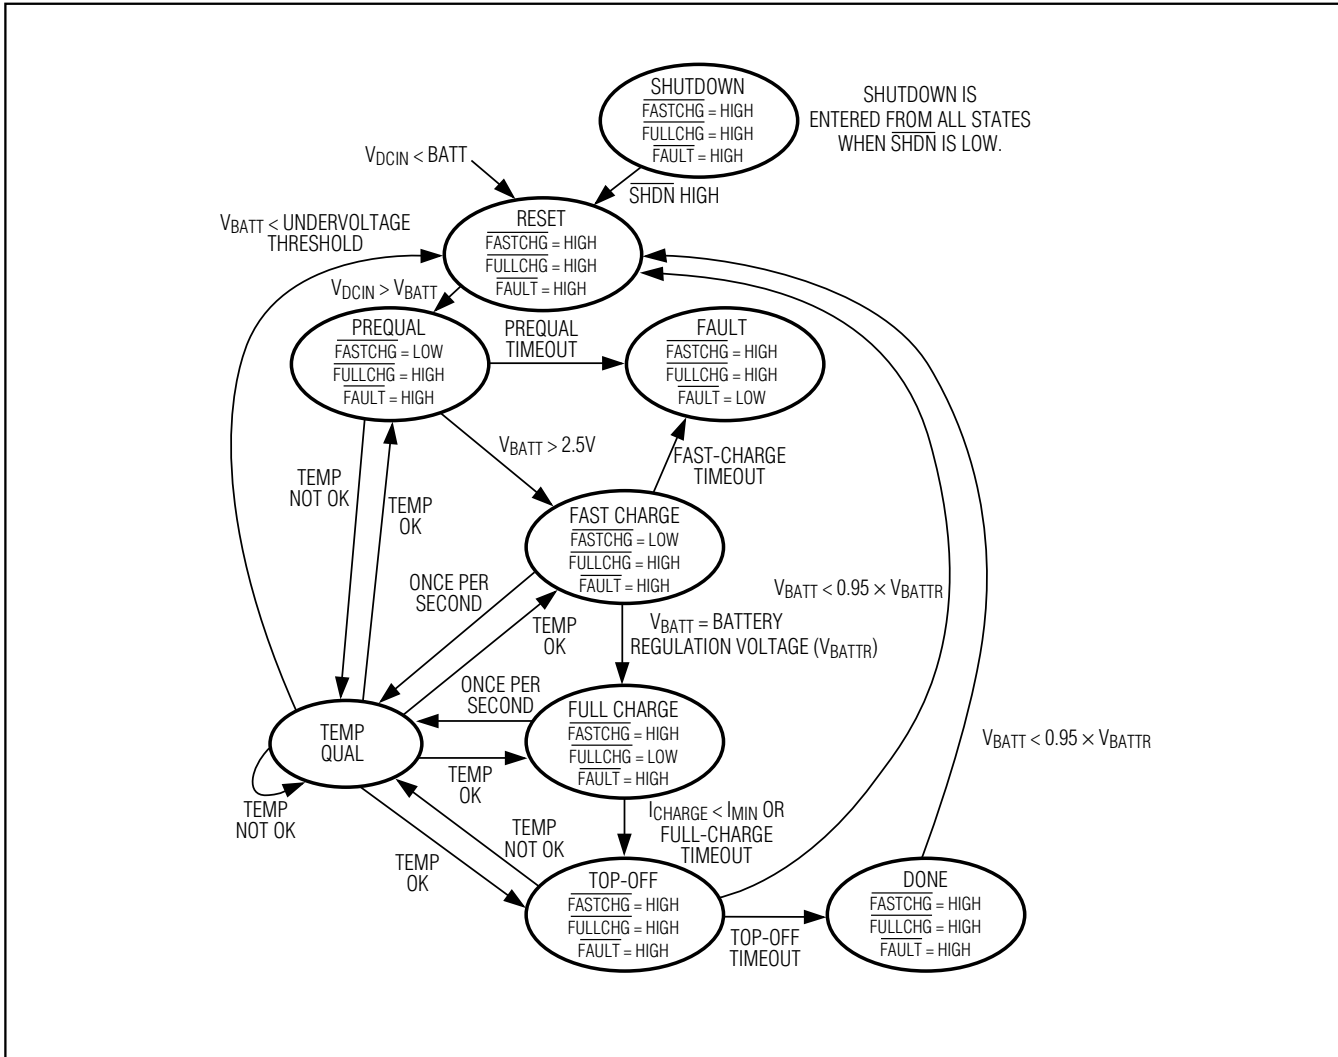 SHUTDOWN
FASTCHG = HIGH
FULLCHG = HIGH
FAULT = HIGH
SHUTDOWN IS
ENTERED FROM ALL STATES
WHEN SHDN IS LOW.
VDCIN < BATT
SHDN HIGH
VBATT < UNDERVOLTAGE
THRESHOLD
RESET
FASTCHG = HIGH
FULLCHG = HIGH
FAULT = HIGH
VDCIN > VBATT
PREQUAL
FASTCHG = LOW
FULLCHG = HIGH
FAULT = HIGH
PREQUAL
TIMEOUT
FAULT
FASTCHG = HIGH
FULLCHG = HIGH
FAULT = LOW
VBATT > 2.5V
FAST-CHARGE
TIMEOUT
TEMP
NOT OK
TEMP
OK
FAST CHARGE
FASTCHG = LOW
FULLCHG = HIGH
FAULT = HIGH
ONCE PER
SECOND
TEMP
OK
VBATT < 0.95 × VBATTR
VBATT = BATTERY
REGULATION VOLTAGE (VBATTR)
ONCE PER
SECOND
FULL CHARGE
FASTCHG = HIGH
FULLCHG = LOW
FAULT = HIGH
TEMP
QUAL
VBATT < 0.95 × VBATTR
TEMP
OK
TEMP
NOT OK
TEMP
NOT OK
ICHARGE < IMIN OR
FULL-CHARGE
TIMEOUT
TEMP
OK
TOP-OFF
FASTCHG = HIGH
FULLCHG = HIGH
FAULT = HIGH
TOP-OFF
TIMEOUT
DONE
FASTCHG = HIGH
FULLCHG = HIGH
FAULT = HIGH